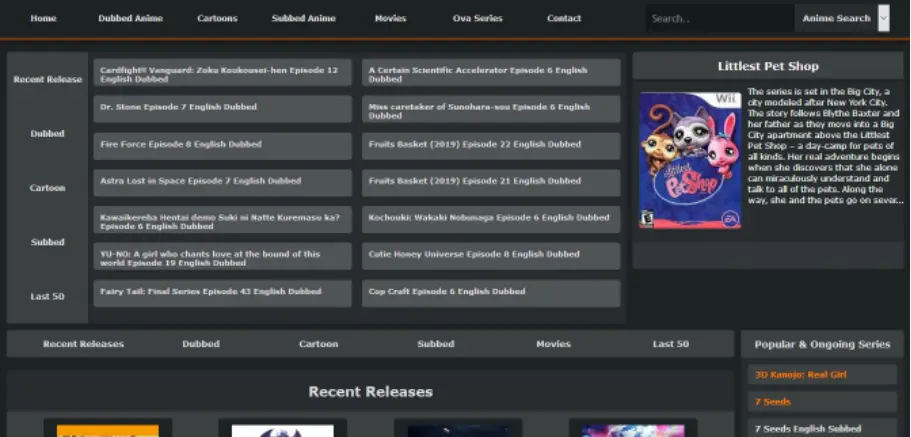 Home Dubbed Anime Cartoons Subbed Anime Movies Ova Series Contact Search.. Anime Search
Recent Release
Dubbed
Cartoon
Subbed
Last 50
Cardfight!! Vanguard: Zoku Koukousei-hen Episode 12
English Dubbed
Dr. Stone Episode 7 English Dubbed
Fire Force Episode 8 English Dubbed
Astra Lost in Space Episode 7 English Dubbed
Kawaikereba Hentai demo Suki ni Natte Kuremasu ka?
Episode 6 English Dubbed
YU-NO: A girl who chants love at the bound of this
world Episode 19 English Dubbed
Fairy Tail: Final Series Episode 43 English Dubbed
A Certain Scientific Accelerator Episode 6 English
Dubbed
Miss caretaker of Sunohara-sou Episode 6 English
Dubbed
Fruits Basket (2019) Episode 22 English Dubbed
Fruits Basket (2019) Episode 21 English Dubbed
Kochouki: Wakaki Nobunaga Episode 6 English Dubbed
Cutie Honey Universe Episode 8 English Dubbed
Cop Craft Episode 6 English Dubbed
Littlest Pet Shop
Wii
Littlest
PetShop
EA
The series is set in the Big City, a
city modeled after New York City.
The story follows Blythe Baxter and
her father as they move into a Big
City apartment above the Littlest
Pet Shop – a day-camp for pets of
all kinds. Her real adventure begins
when she discovers that she alone
can miraculously understand and
talk to all of the pets. Along the
way, she and the pets go on sever...
Recent Releases Dubbed Cartoon Subbed Movies Last 50
Recent Releases
Popular & Ongoing Series
3D Kanojo: Real Girl
7 Seeds
7 Seeds English Subbed